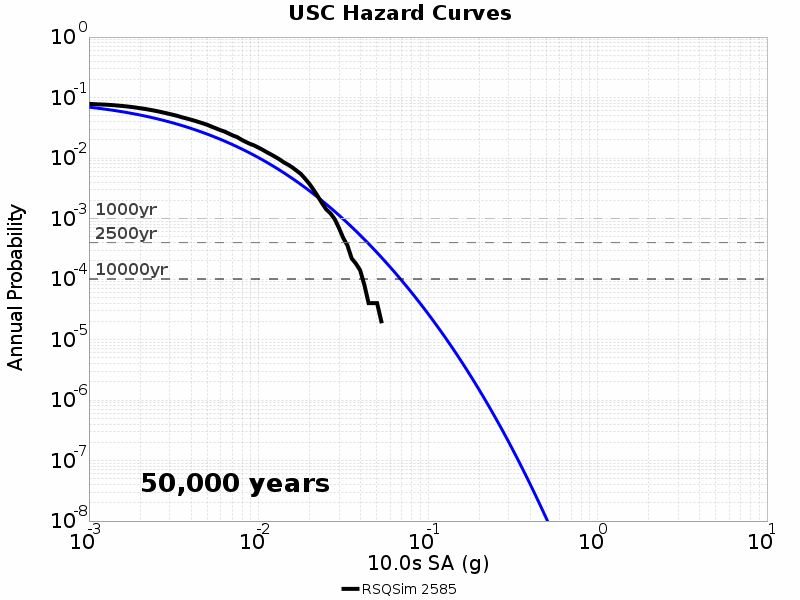 USC Hazard Curves
10^0
10^-1
10^-2
10^-3
10^-4
10^-5
10^-6
10^-7
10^-8
Annual Probability
1000yr
2500yr
10000yr
50,000 years
10^-3 10^-2 10^-1 10^0 10^1
10.0s SA (g)
RSQSim 2585